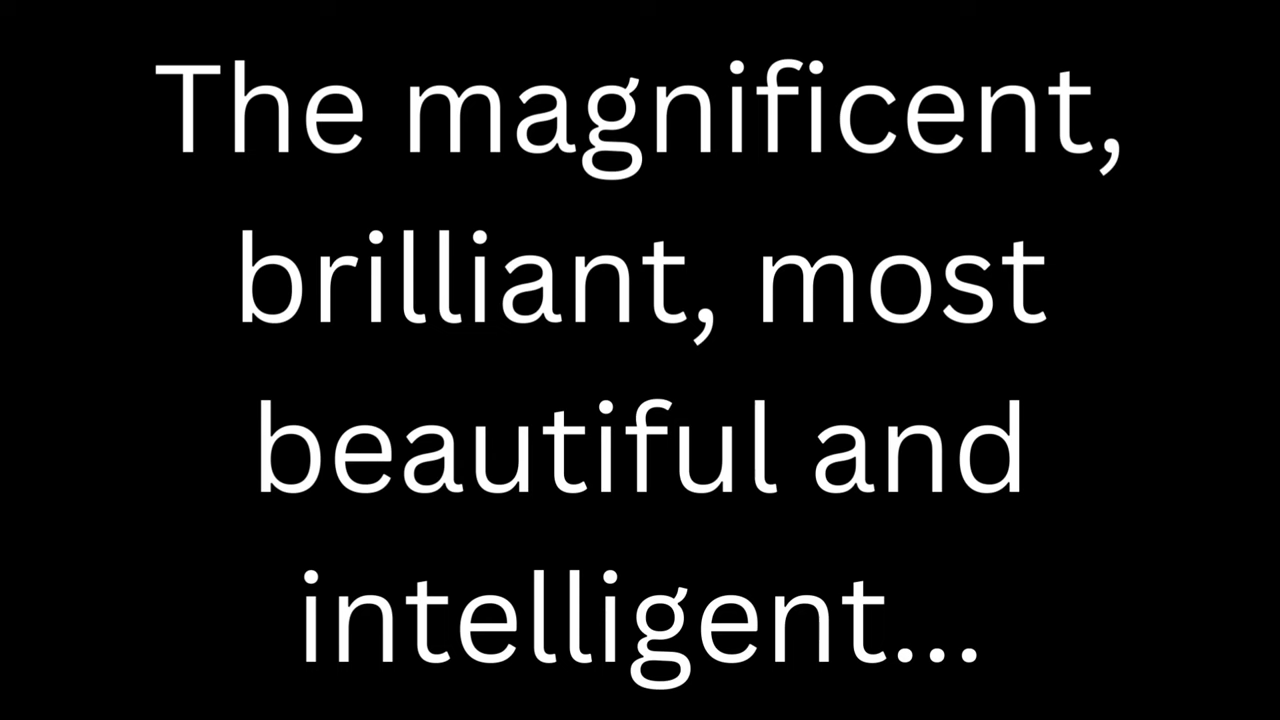 The magnificent,
brilliant, most
beautiful and
intelligent...